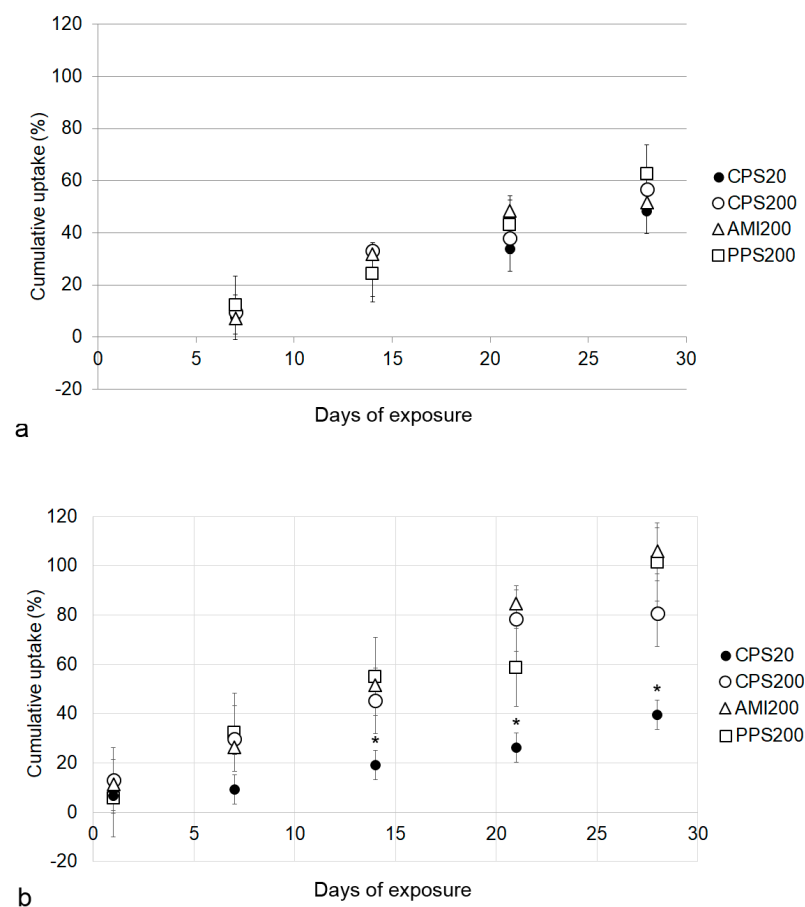 120
100
80
60
40
20
0
-20
Cumulative uptake (%)
0 5 10 15 20 25 30
Days of exposure
CPS20
CPS200
AMI200
PPS200
a
120
100
80
60
40
20
0
-20
Cumulative uptake (%)
0 5 10 15 20 25 30
* * *
Days of exposure
CPS20
CPS200
AMI200
PPS200
b